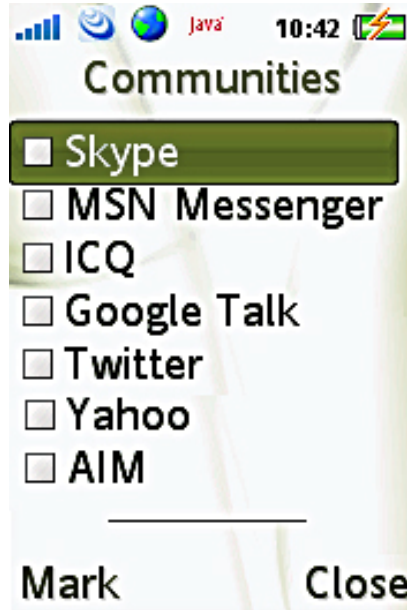 Java 10:42
Communities
Skype
MSN Messenger
ICQ
Google Talk
Twitter
Yahoo
AIM
Mark Close